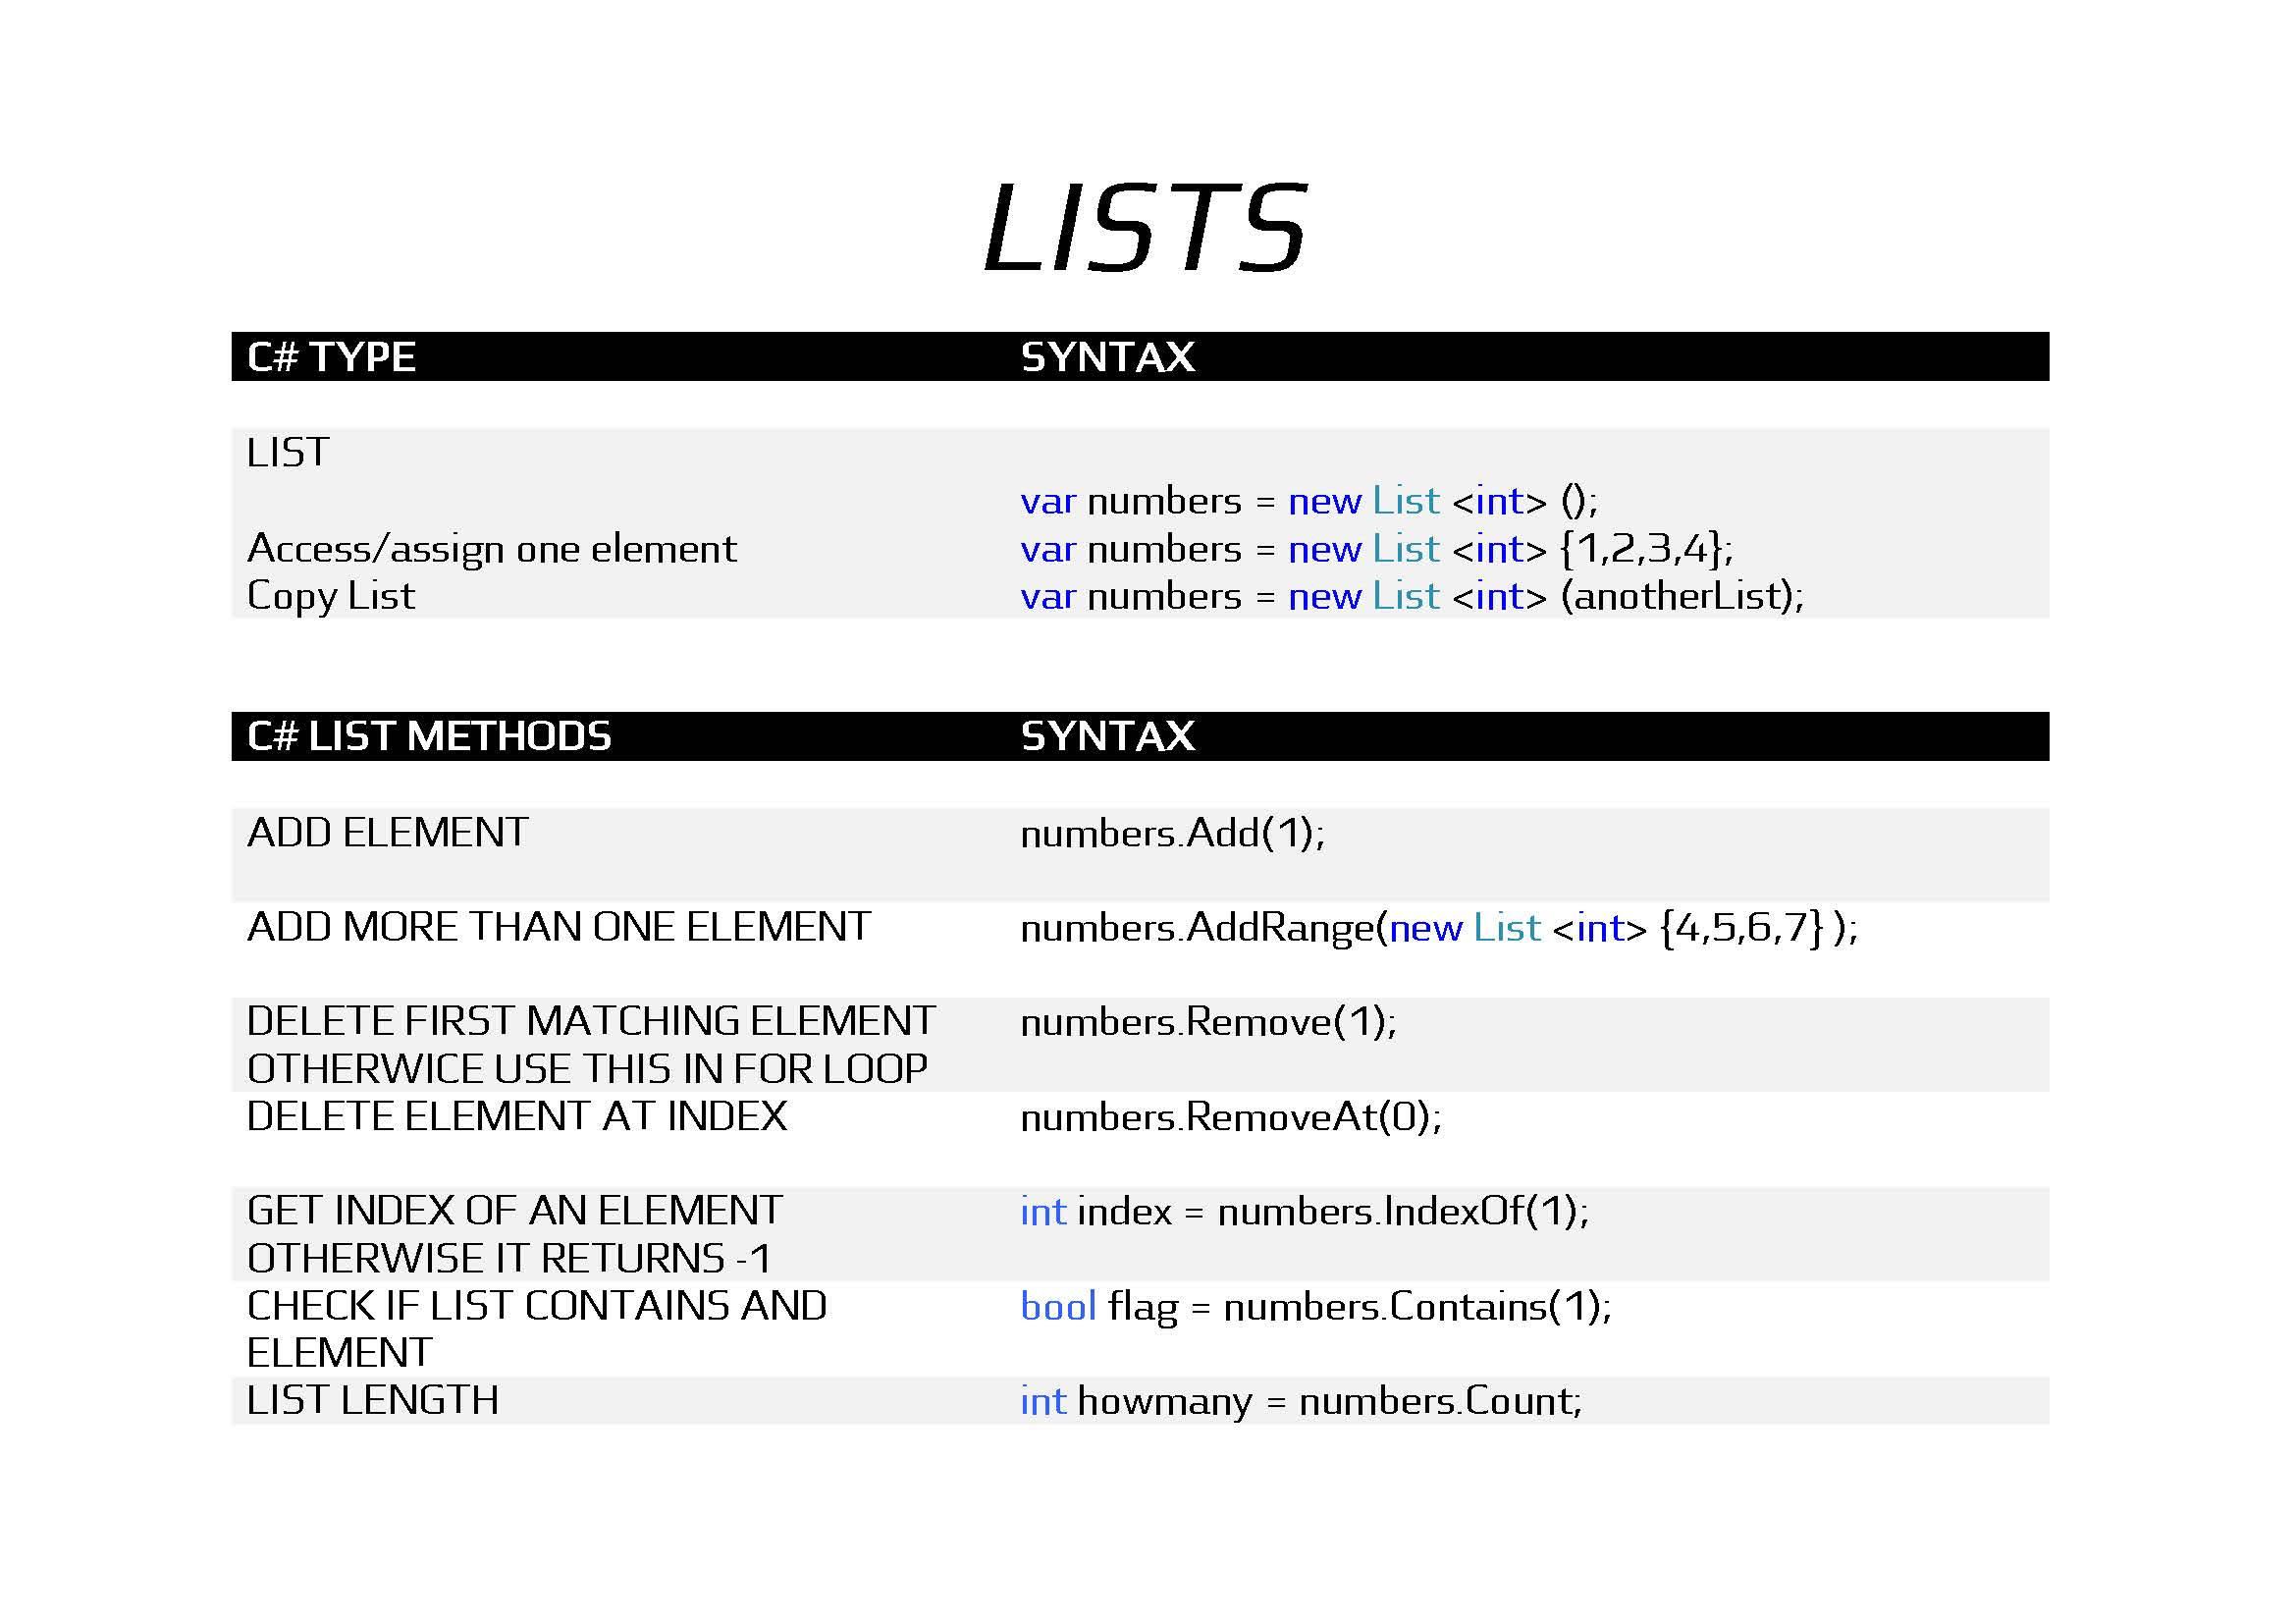 LISTS
C# TYPE SYNTAX
LIST
var numbers = new List <int> ();
Access/assign one element var numbers = new List <int> {1,2,3,4};
Copy List var numbers = new List <int> (anotherList);
C# LIST METHODS SYNTAX
ADD ELEMENT numbers.Add(1);
ADD MORE THAN ONE ELEMENT numbers.AddRange(new List <int> {4,5,6,7} );
DELETE FIRST MATCHING ELEMENT numbers.Remove(1);
OTHERWICE USE THIS IN FOR LOOP
DELETE ELEMENT AT INDEX numbers.RemoveAt(0);
GET INDEX OF AN ELEMENT int index = numbers.IndexOf(1);
OTHERWISE IT RETURNS -1
CHECK IF LIST CONTAINS AND bool flag = numbers.Contains(1);
ELEMENT
LIST LENGTH int howmany = numbers.Count;